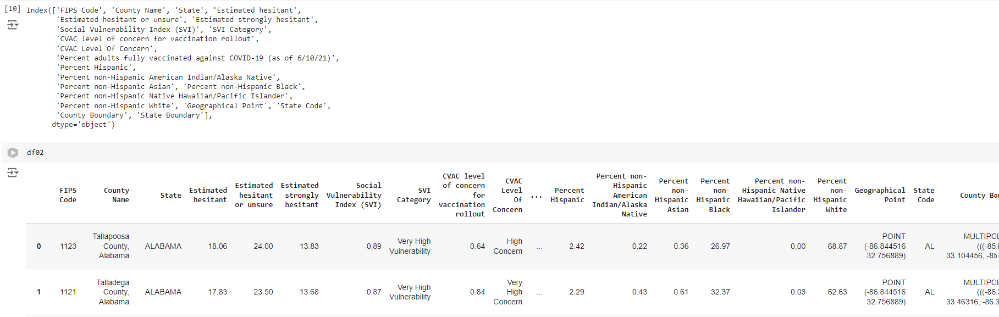 [10] Index(['FIPS Code', 'County Name', 'State', 'Estimated hesitant',
'Estimated hesitant or unsure', 'Estimated strongly hesitant',
'Social Vulnerability Index (SVI)', 'SVI Category',
'CVAC level of concern for vaccination rollout',
'CVAC Level Of Concern',
'Percent adults fully vaccinated against COVID-19 (as of 6/10/21)',
'Percent Hispanic',
'Percent non-Hispanic American Indian/Alaska Native',
'Percent non-Hispanic Asian', 'Percent non-Hispanic Black',
'Percent non-Hispanic Native Hawaiian/Pacific Islander',
'Percent non-Hispanic White', 'Geographical Point', 'State Code',
'County Boundary', 'State Boundary'],
dtype='object')
df02
FIPS
Code
County
Name
State
Estimated
hesitant
Estimated
hesitant
or unsure
Estimated
strongly
hesitant
Social
Vulnerability
Index (SVI)
SVI
Category
CVAC level
of concern
for
vaccination
rollout
CVAC
Level
Of
Concern
...
Percent
Hispanic
Percent non-
Hispanic
American
Indian/Alaska
Native
Percent
non-
Hispanic
Asian
Percent
non-
Hispanic
Black
Percent non-
Hispanic Native
Hawaiian/Pacific
Islander
Percent
non-
Hispanic
White
Geographical
Point
State
Code
County Bou
0
1123
Tallapoosa
County,
Alabama
ALABAMA
18.06
24.00
13.83
0.89
Very High
Vulnerability
0.64
High
Concern
...
2.42
0.22
0.36
26.97
0.00
68.87
POINT
(-86.844516
32.756889)
AL
MULTIPOL
(((-85.8
33.104456, -85.
1
1121
Talladega
County,
Alabama
ALABAMA
17.83
23.50
13.68
0.87
Very High
Vulnerability
0.84
Very
High
Concern
...
2.29
0.43
0.61
32.37
0.03
62.63
POINT
(-86.844516
32.756889)
AL
MULTIPOL
(((-86.3
33.46316, -86.3